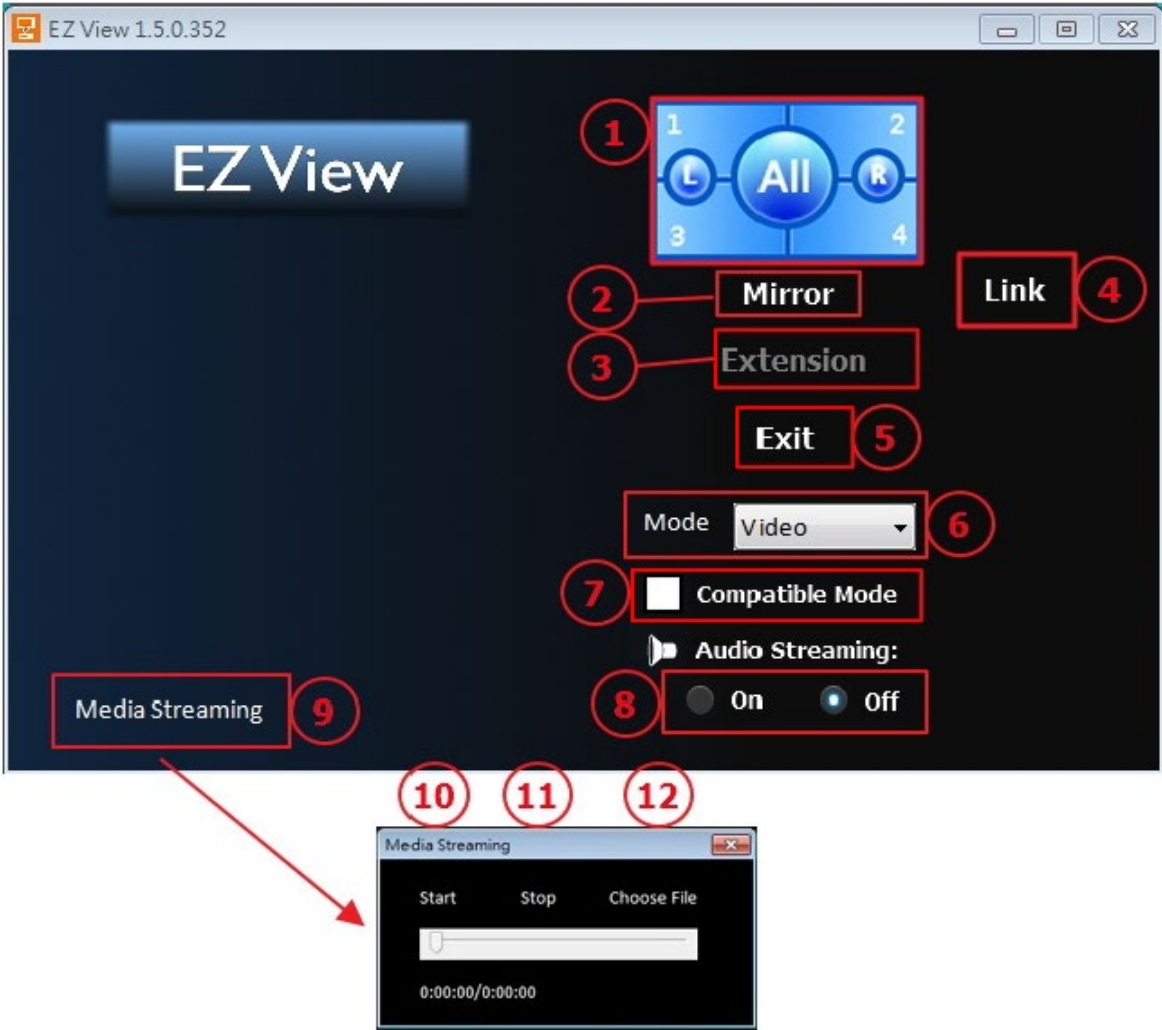 EZ View 1.5.0.352
EZ View
1
1 2
L All R
3 4
2 Mirror
Link 4
3 Extension
Exit 5
Mode Video 6
7 Compatible Mode
Audio Streaming:
8 On Off
Media Streaming 9
10 11 12
Media Streaming
Start Stop Choose File
0:00:00/0:00:00